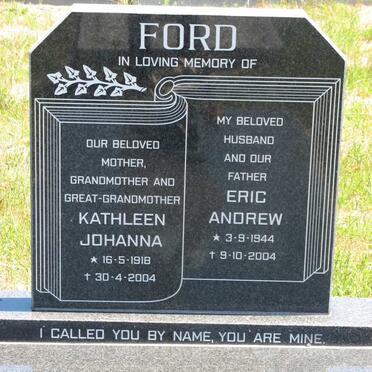 FORD
IN LOVING MEMORY OF
OUR BELOVED
MOTHER,
GRANDMOTHER AND
GREAT-GRANDMOTHER
KATHLEEN
JOHANNA
★ 16-5-1918
✝ 30-4-2004
MY BELOVED
HUSBAND
AND OUR
FATHER
ERIC
ANDREW
★ 3-9-1944
✝ 9-10-2004
I CALLED YOU BY NAME, YOU ARE MINE.